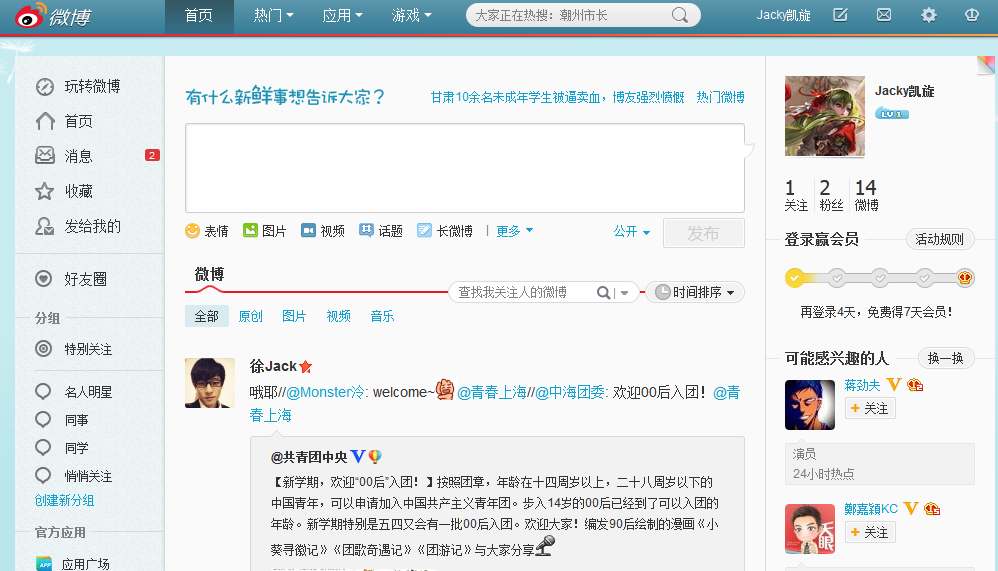 微博
首页
热门
应用
游戏
大家正在热搜：潮州市长
Jacky凯旋
玩转微博
首页
消息
2
收藏
发给我的
好友圈
分组
特别关注
名人明星
同事
同学
悄悄关注
创建新分组
官方应用
APP
应用广场
有什么新鲜事想告诉大家？
甘肃10余名未成年学生被逼卖血，博友强烈愤慨
热门微博
表情
图片
视频
话题
长微博
更多
公开
发布
微博
查找我关注人的微博
时间排序
全部
原创
图片
视频
音乐
徐Jack
哦耶//@Monster泠: welcome~@青春上海//@中海团委: 欢迎00后入团！@青
春上海
@共青团中央
【新学期，欢迎“00后”入团！】按照团章，年龄在十四周岁以上，二十八周岁以下的
中国青年，可以申请加入中国共产主义青年团。步入14岁的00后已经到了可以入团的
年龄。新学期特别是五四又会有一批00后入团。欢迎大家！编发90后绘制的漫画《小
葵寻徽记》《团歌奇遇记》《团游记》与大家分享
Jacky凯旋
LV 1
1
关注
2
粉丝
14
微博
登录赢会员
活动规则
再登录4天，免费得7天会员！
可能感兴趣的人
换一换
蒋劲夫
+ 关注
演员
24小时热点
鄭嘉穎KC
+ 关注